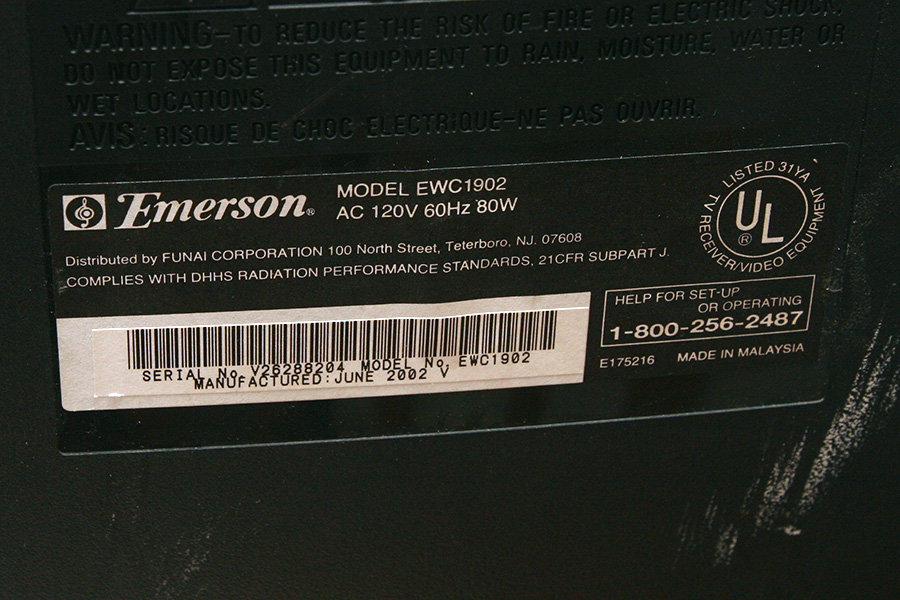 WARNING-TO REDUCE THE RISK OF FIRE OR ELECTRIC SHOCK,
DO NOT EXPOSE THIS EQUIPMENT TO RAIN, MOISTURE, WATER OR
WET LOCATIONS.
AVIS: RISQUE DE CHOC ELECTRIQUE-NE PAS OUVRIR.
Emerson®
MODEL EWC1902
AC 120V 60Hz 80W
Distributed by FUNAI CORPORATION 100 North Street, Teterboro, NJ. 07608
COMPLIES WITH DHHS RADIATION PERFORMANCE STANDARDS, 21CFR SUBPART J.
LISTED 31YA
UL
®
TV RECEIVER/VIDEO EQUIPMENT
HELP FOR SET-UP
OR OPERATING
1-800-256-2487
E175216 MADE IN MALAYSIA
SERIAL No. V26288204 MODEL No. EWC1902
MANUFACTURED: JUNE 2002 V